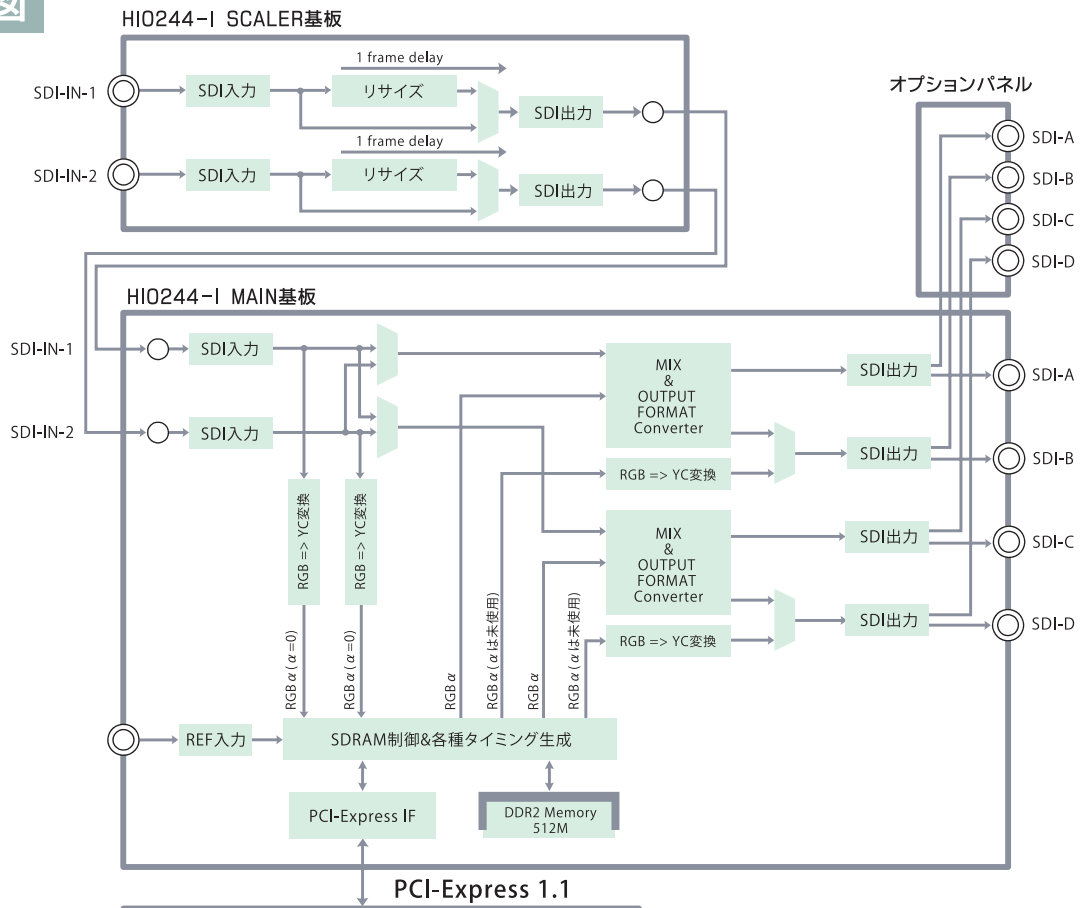 図
HIO244-I SCALER基板
1 frame delay
SDI-IN-1
SDI入力
リサイズ
SDI出力
1 frame delay
SDI-IN-2
SDI入力
リサイズ
SDI出力
オプションパネル
SDI-A
SDI-B
SDI-C
SDI-D
HIO244-I MAIN基板
SDI-IN-1
SDI入力
SDI-IN-2
SDI入力
MIX
&
OUTPUT
FORMAT
Converter
RGB => YC変換
MIX
&
OUTPUT
FORMAT
Converter
RGB => YC変換
SDI出力
SDI-A
SDI出力
SDI-B
SDI出力
SDI-C
SDI出力
SDI-D
RGB => YC変換
RGB => YC変換
RGBα(α=0)
RGBα(α=0)
RGBα
RGBα(αは未使用)
RGBα
RGBα(αは未使用)
REF入力
SDRAM制御&各種タイミング生成
PCI-Express IF
DDR2 Memory
512M
PCI-Express 1.1